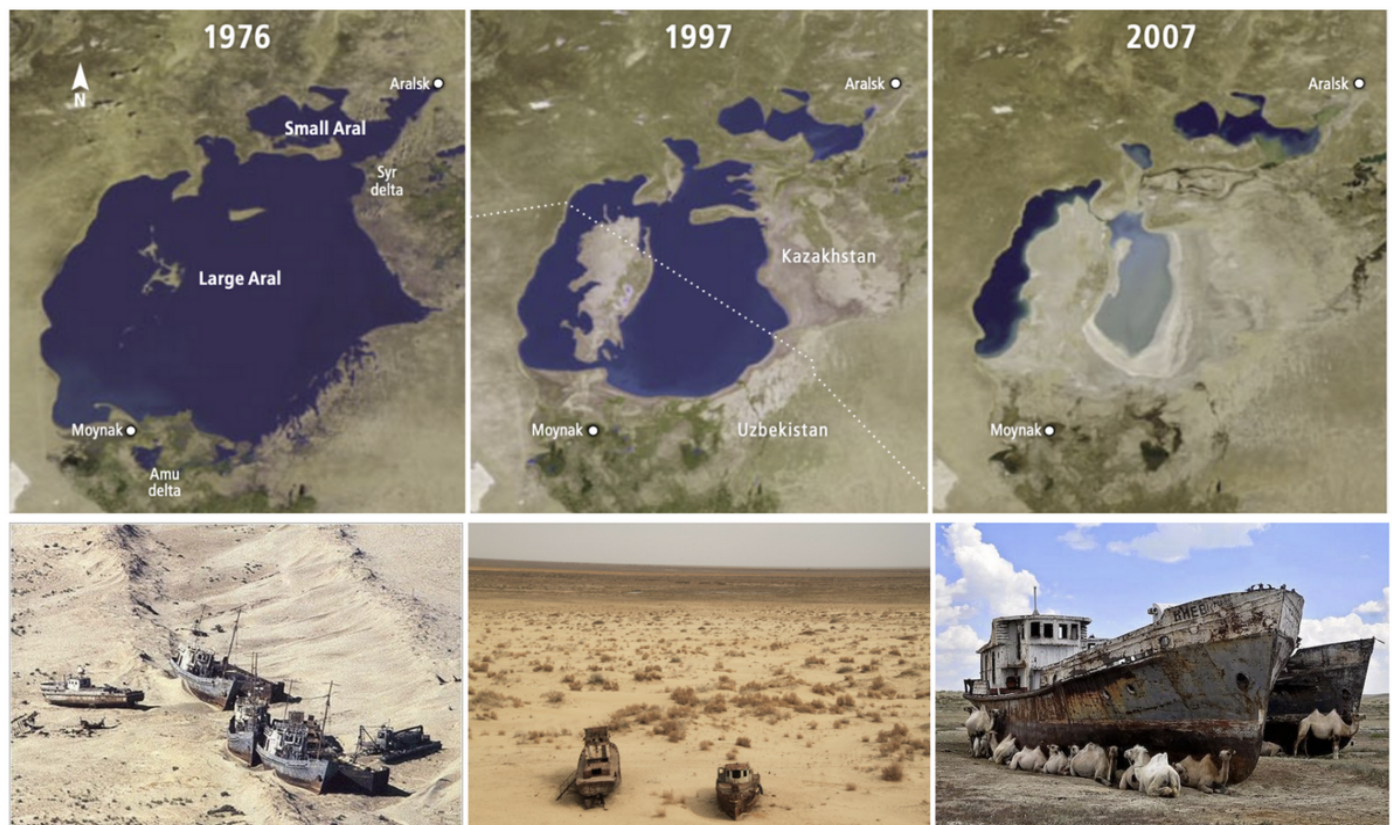 1976
N
Aralsk
Small Aral
Syr
delta
Large Aral
Moynak
Amu
delta
1997
Aralsk
Kazakhstan
Moynak
Uzbekistan
2007
Aralsk
Moynak